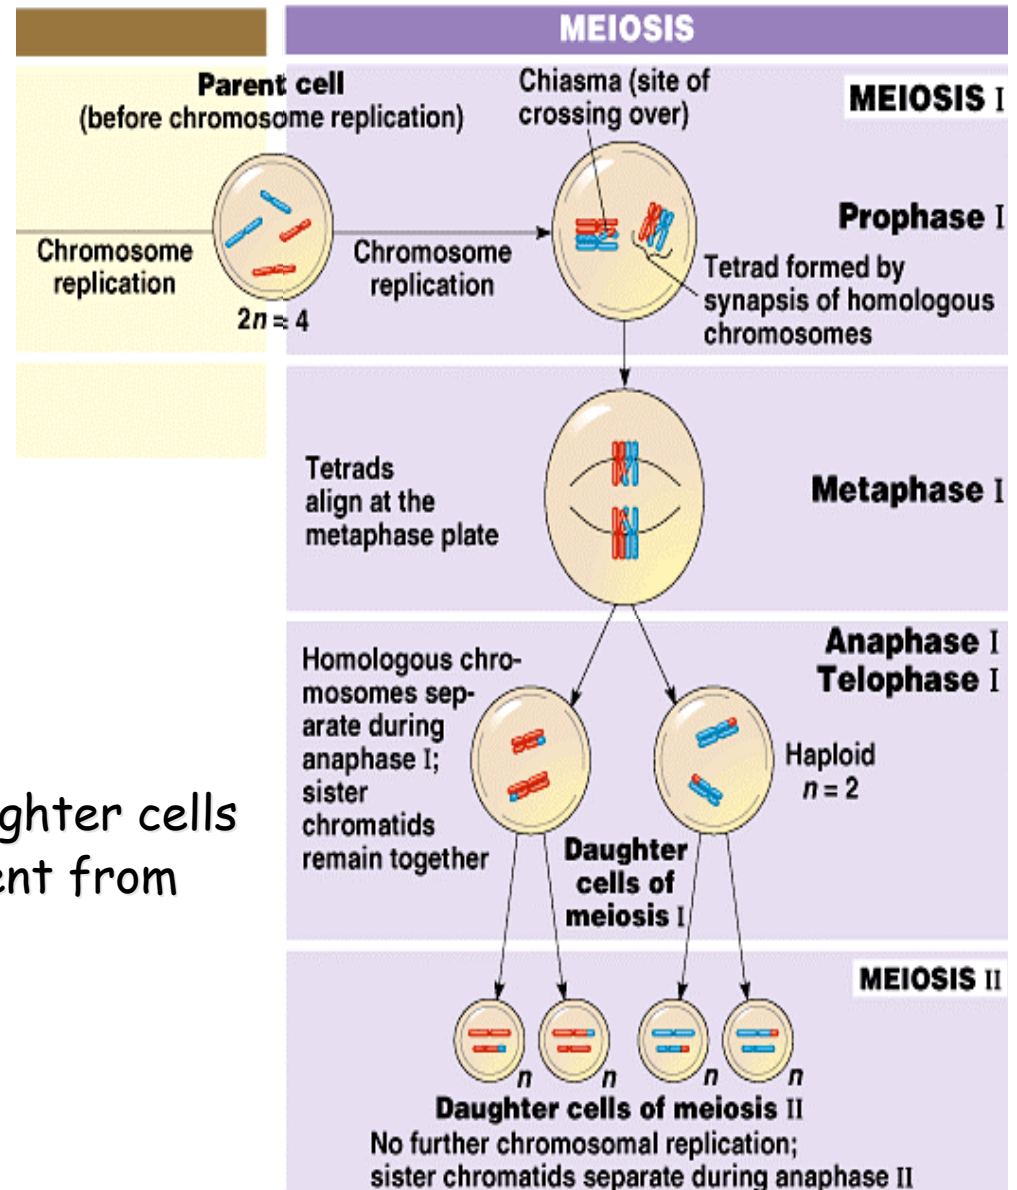 MEIOSIS
Parent cell
(before chromosome replication)
Chiasma (site of
crossing over)
MEIOSIS I
Prophase I
Chromosome
replication
Chromosome
replication
2n = 4
Tetrad formed by
synapsis of homologous
chromosomes
Tetrads
align at the
metaphase plate
Metaphase I
Anaphase I
Telophase I
Homologous chro-
mosomes sep-
arate during
anaphase I;
sister
chromatids
remain together
Haploid
n = 2
Daughter
cells of
meiosis I
ghter cells
ent from
MEIOSIS II
n
n
n
n
Daughter cells of meiosis II
No further chromosomal replication;
sister chromatids separate during anaphase II